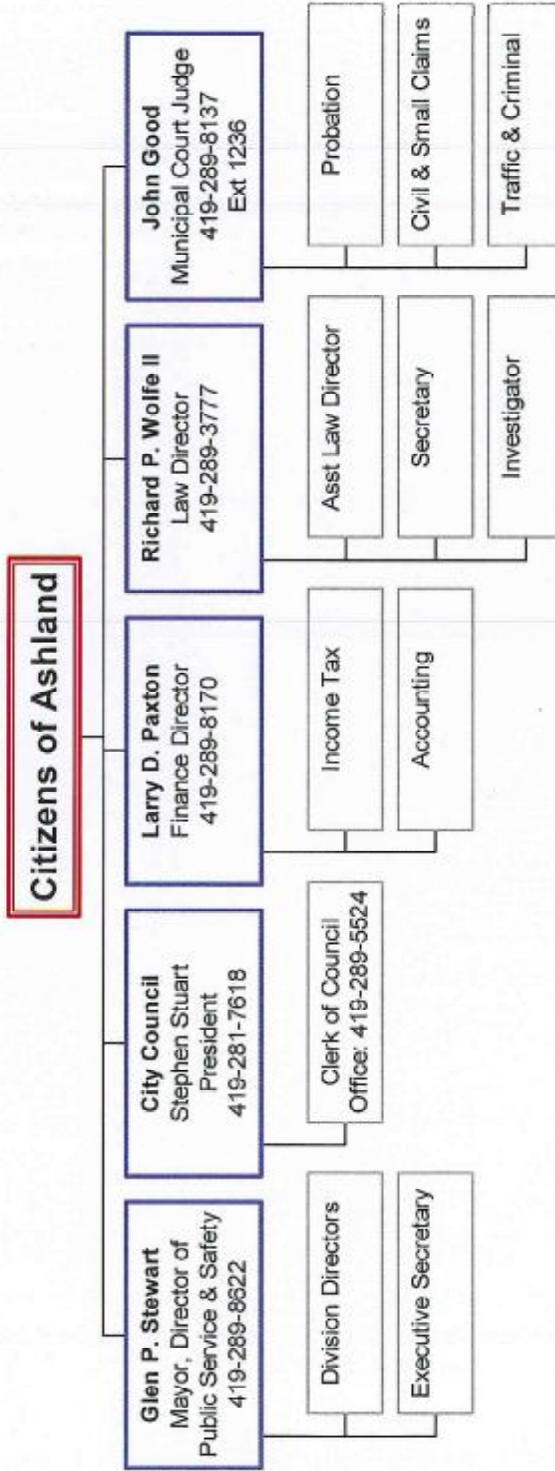 Citizens of Ashland
Glen P. Stewart
Mayor, Director of
Public Service & Safety
419-289-8622
Division Directors
Executive Secretary
City Council
Stephen Stuart
President
419-281-7618
Clerk of Council
Office: 419-289-5524
Larry D. Paxton
Finance Director
419-289-8170
Income Tax
Accounting
Richard P. Wolfe II
Law Director
419-289-3777
Asst Law Director
Secretary
Investigator
John Good
Municipal Court Judge
419-289-8137
Ext 1236
Probation
Civil & Small Claims
Traffic & Criminal